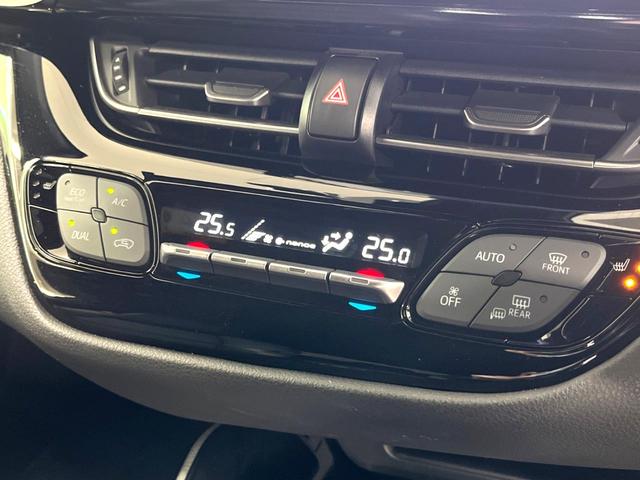 ECO
A/C
DUAL
25.5
nanoe
25.0
AUTO
FRONT
OFF
REAR